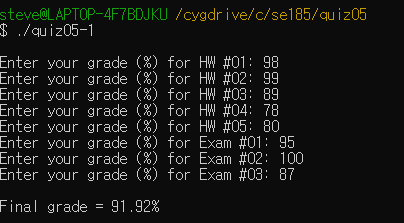 steve@LAPTOP-4F7BDJKU /cygdrive/c/se185/quiz05
$ ./quiz05-1
Enter your grade (%) for HW #01: 98
Enter your grade (%) for HW #02: 99
Enter your grade (%) for HW #03: 89
Enter your grade (%) for HW #04: 78
Enter your grade (%) for HW #05: 80
Enter your grade (%) for Exam #01: 95
Enter your grade (%) for Exam #02: 100
Enter your grade (%) for Exam #03: 87
Final grade = 91.92%